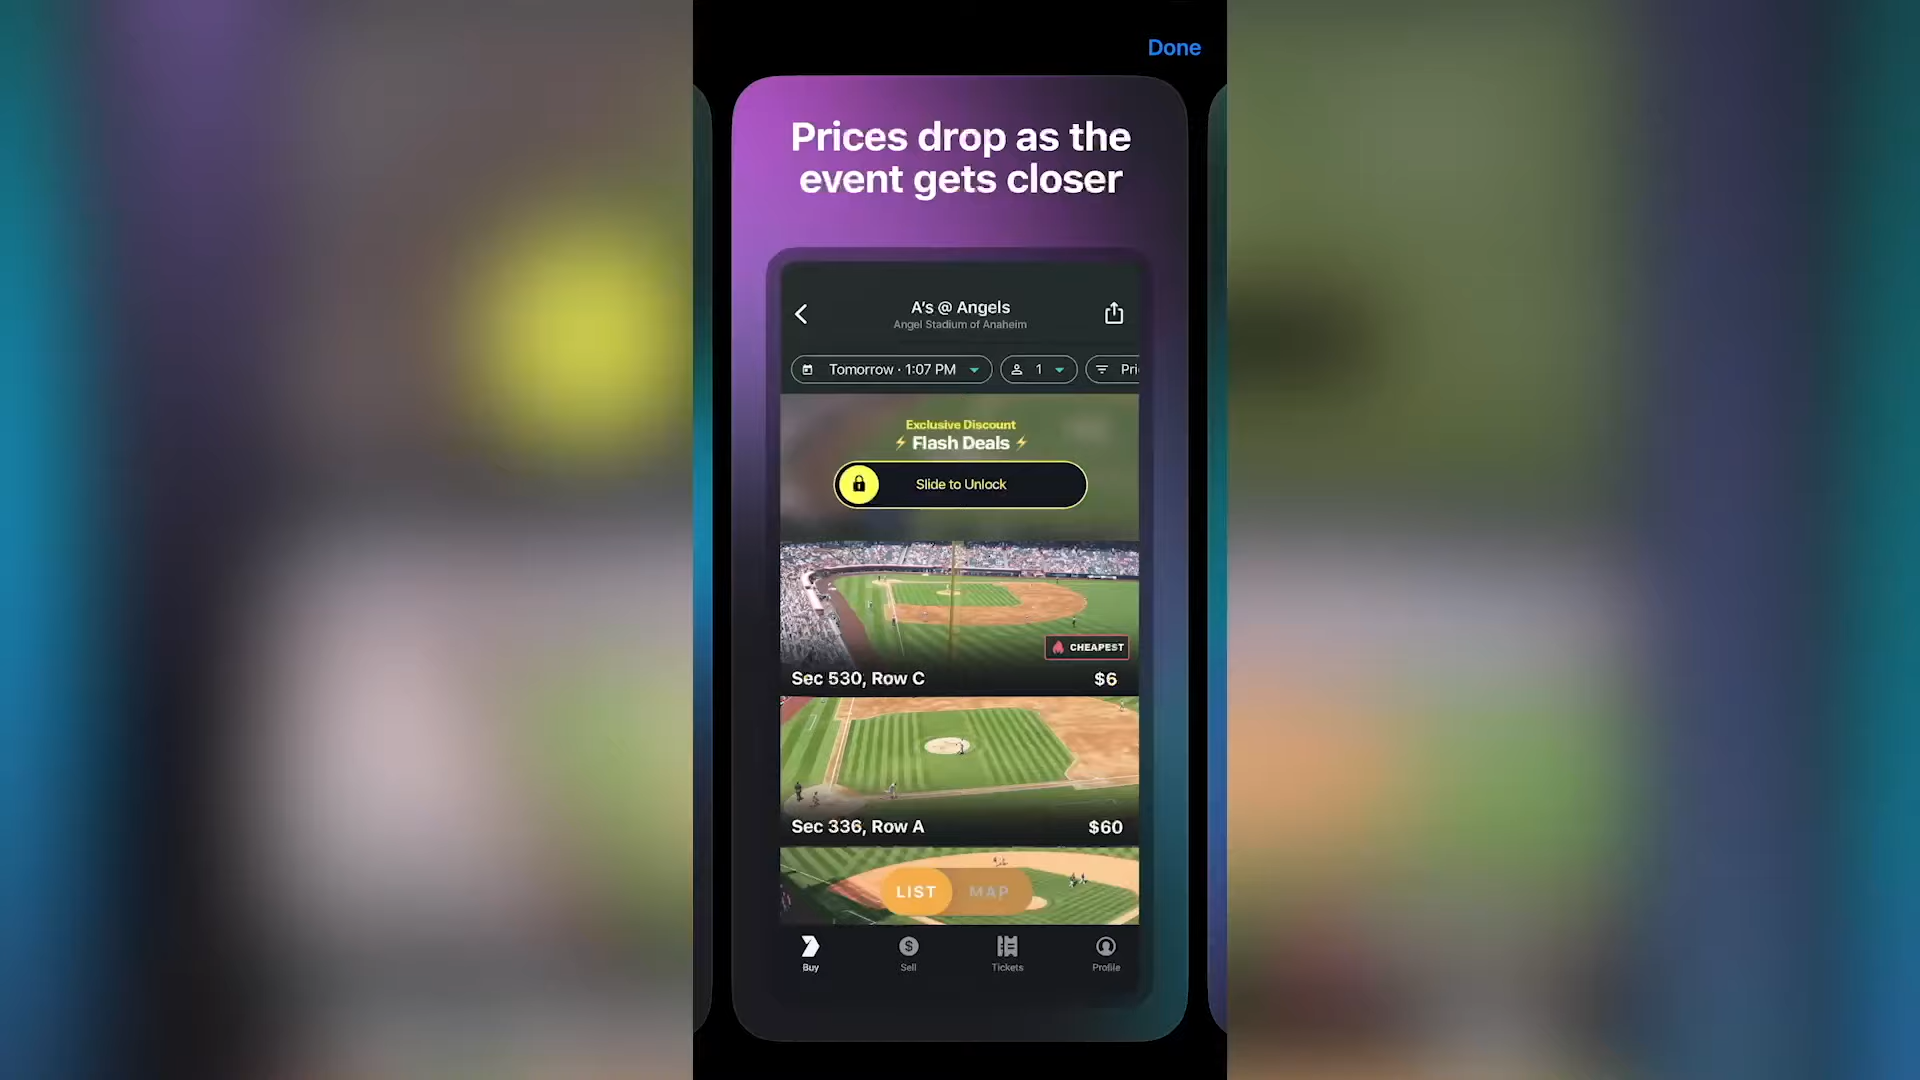 Done
Prices drop as the
event gets closer
A's @ Angels
Angel Stadium of Anaheim
Tomorrow · 1:07 PM
1
Pri
Exclusive Discount
⚡ Flash Deals ⚡
Slide to Unlock
CHEAPEST
Sec 530, Row C
$6
Sec 336, Row A
$60
LIST
MAP
Buy
Sell
Tickets
Profile